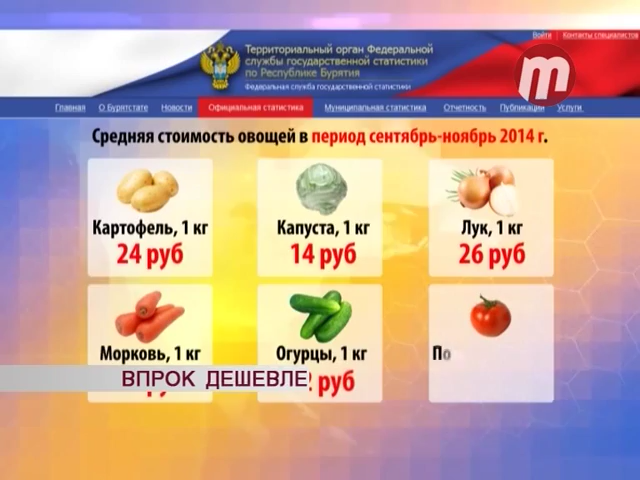 Войти
Контакты специалистов
Территориальный орган Федеральной
службы государственной статистики
по Республике Бурятия
Федеральная служба государственной статистики
m
Главная О Бурятстате Новости Официальная статистика Муниципальная статистика Отчетность Публикации Услуги
Средняя стоимость овощей в период сентябрь-ноябрь 2014 г.
Картофель, 1 кг
24 руб
Капуста, 1 кг
14 руб
Лук, 1 кг
26 руб
Морковь, 1 кг
Огурцы, 1 кг
2 руб
По
ВПРОК ДЕШЕВЛЕ